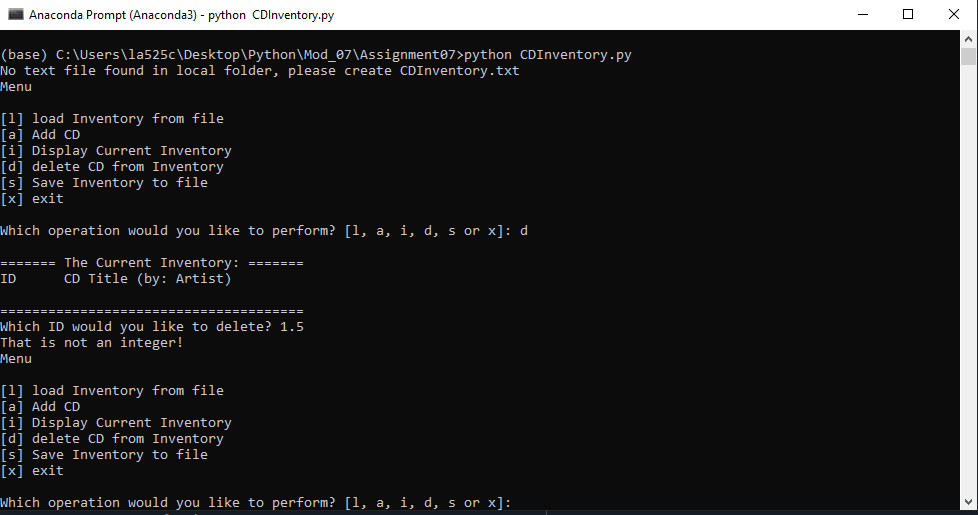 Anaconda Prompt (Anaconda3) - python  CDInventory.py
(base) C:\Users\la525c\Desktop\Python\Mod_07\Assignment07>python CDInventory.py
No text file found in local folder, please create CDInventory.txt
Menu
[l] load Inventory from file
[a] Add CD
[i] Display Current Inventory
[d] delete CD from Inventory
[s] Save Inventory to file
[x] exit
Which operation would you like to perform? [l, a, i, d, s or x]: d
======= The Current Inventory: =======
ID      CD Title (by: Artist)
======================================
Which ID would you like to delete? 1.5
That is not an integer!
Menu
[l] load Inventory from file
[a] Add CD
[i] Display Current Inventory
[d] delete CD from Inventory
[s] Save Inventory to file
[x] exit
Which operation would you like to perform? [l, a, i, d, s or x]: